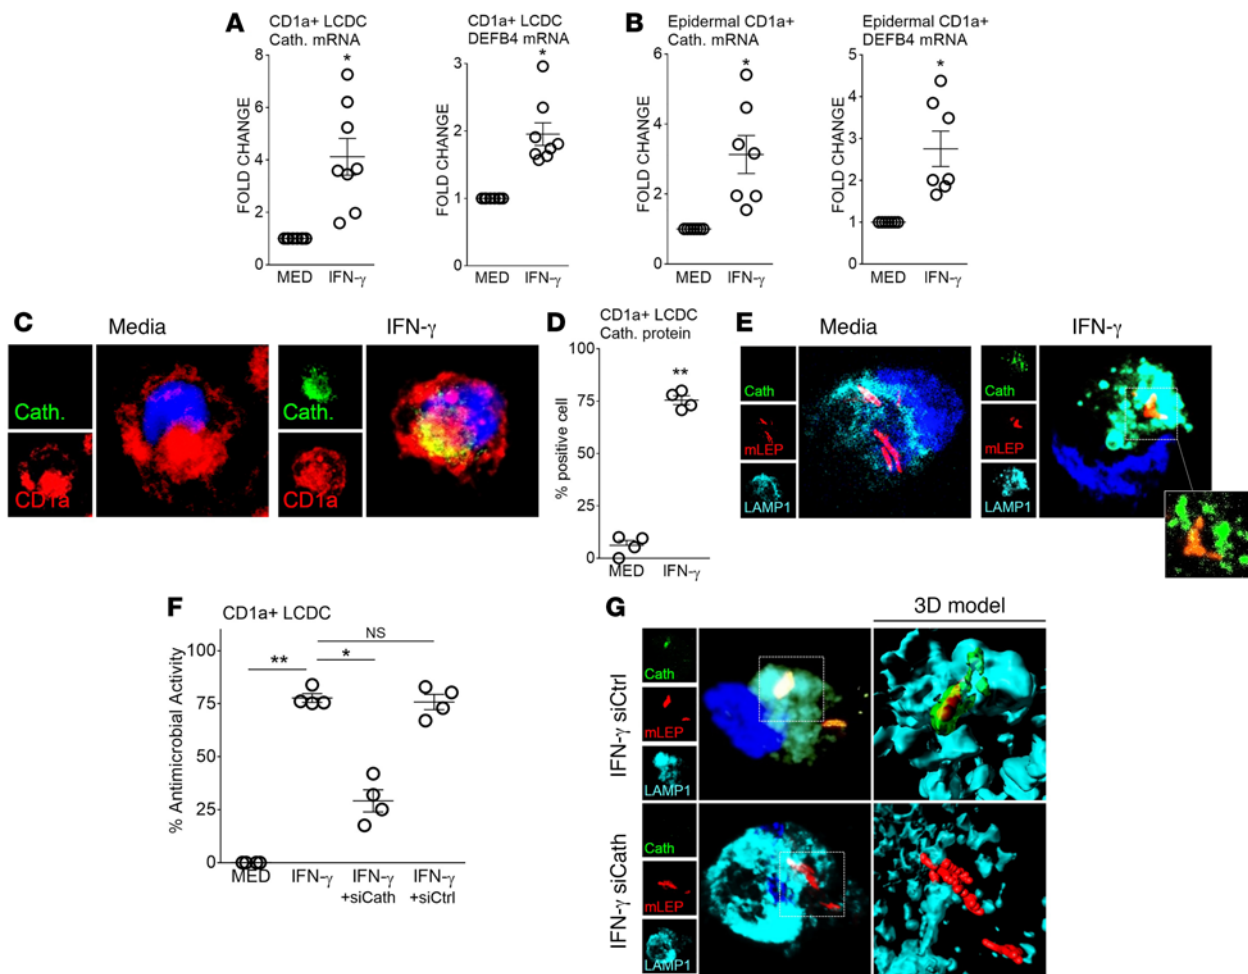 A
CD1a+ LCDC
Cath. mRNA
*
FOLD CHANGE
8
6
4
2
0
MED
IFN-γ
CD1a+ LCDC
DEFB4 mRNA
*
FOLD CHANGE
3
2
1
0
MED
IFN-γ
B
Epidermal CD1a+
Cath. mRNA
*
FOLD CHANGE
6
4
2
0
MED
IFN-γ
Epidermal CD1a+
DEFB4 mRNA
*
FOLD CHANGE
5
4
3
2
1
0
MED
IFN-γ
C
Media
IFN-γ
Cath.
CD1a
Cath.
CD1a
D
CD1a+ LCDC
Cath. protein
**
% positive cell
100
75
50
25
0
MED
IFN-γ
E
Media
IFN-γ
Cath
mLEP
LAMP1
Cath
mLEP
LAMP1
F
CD1a+ LCDC
NS
**
*
% Antimicrobial Activity
100
75
50
25
0
MED
IFN-γ
IFN-γ
+siCath
IFN-γ
+siCtrl
G
3D model
IFN-γ siCtrl
Cath
mLEP
LAMP1
IFN-γ siCath
Cath
mLEP
LAMP1